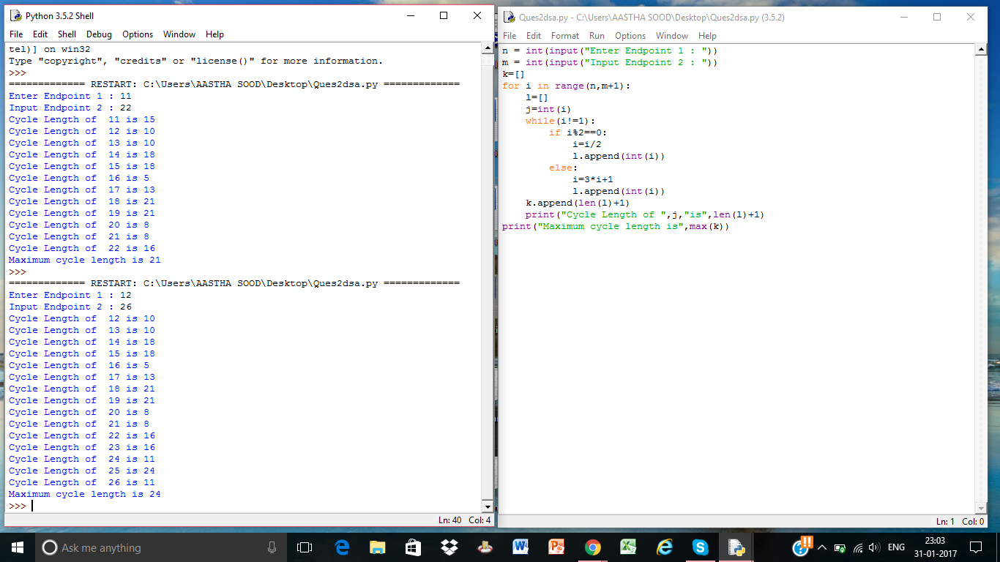 Python 3.5.2 Shell
File Edit Shell Debug Options Window Help
tel)] on win32
Type "copyright", "credits" or "license()" for more information.
>>>
============= RESTART: C:\Users\AASTHA SOOD\Desktop\Ques2dsa.py =============
Enter Endpoint 1 : 11
Input Endpoint 2 : 22
Cycle Length of  11 is 15
Cycle Length of  12 is 10
Cycle Length of  13 is 10
Cycle Length of  14 is 18
Cycle Length of  15 is 18
Cycle Length of  16 is 5
Cycle Length of  17 is 13
Cycle Length of  18 is 21
Cycle Length of  19 is 21
Cycle Length of  20 is 8
Cycle Length of  21 is 8
Cycle Length of  22 is 16
Maximum cycle length is 21
>>>
============= RESTART: C:\Users\AASTHA SOOD\Desktop\Ques2dsa.py =============
Enter Endpoint 1 : 12
Input Endpoint 2 : 26
Cycle Length of  12 is 10
Cycle Length of  13 is 10
Cycle Length of  14 is 18
Cycle Length of  15 is 18
Cycle Length of  16 is 5
Cycle Length of  17 is 13
Cycle Length of  18 is 21
Cycle Length of  19 is 21
Cycle Length of  20 is 8
Cycle Length of  21 is 8
Cycle Length of  22 is 16
Cycle Length of  23 is 16
Cycle Length of  24 is 11
Cycle Length of  25 is 24
Cycle Length of  26 is 11
Maximum cycle length is 24
>>>
Ln: 40 Col: 4
Ques2dsa.py - C:\Users\AASTHA SOOD\Desktop\Ques2dsa.py (3.5.2)
File Edit Format Run Options Window Help
n = int(input("Enter Endpoint 1 : "))
m = int(input("Input Endpoint 2 : "))
k=[]
for i in range(n,m+1):
    l=[]
    j=int(i)
    while(i!=1):
        if i%2==0:
            i=i/2
            l.append(int(i))
        else:
            i=3*i+1
            l.append(int(i))
    k.append(len(l)+1)
    print("Cycle Length of ",j,"is",len(l)+1)
print("Maximum cycle length is",max(k))
Ln: 1 Col: 0
Ask me anything
ENG
23:03
31-01-2017